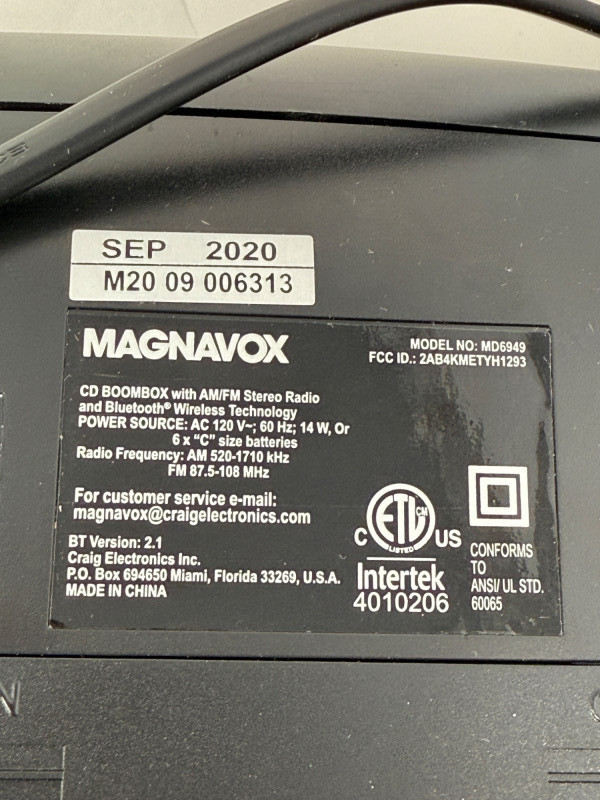 SEP 2020
M20 09 006313
MAGNAVOX
MODEL NO: MD6949
FCC ID.: 2AB4KMETYH1293
CD BOOMBOX with AM/FM Stereo Radio
and Bluetooth® Wireless Technology
POWER SOURCE: AC 120 V~; 60 Hz; 14 W, Or
6 x "C" size batteries
Radio Frequency: AM 520-1710 kHz
FM 87.5-108 MHz
For customer service e-mail:
magnavox@craigelectronics.com
BT Version: 2.1
Craig Electronics Inc.
P.O. Box 694650 Miami, Florida 33269, U.S.A.
MADE IN CHINA
C ETL CM US
LISTED
Intertek
4010206
CONFORMS
TO
ANSI/ UL STD.
60065
N